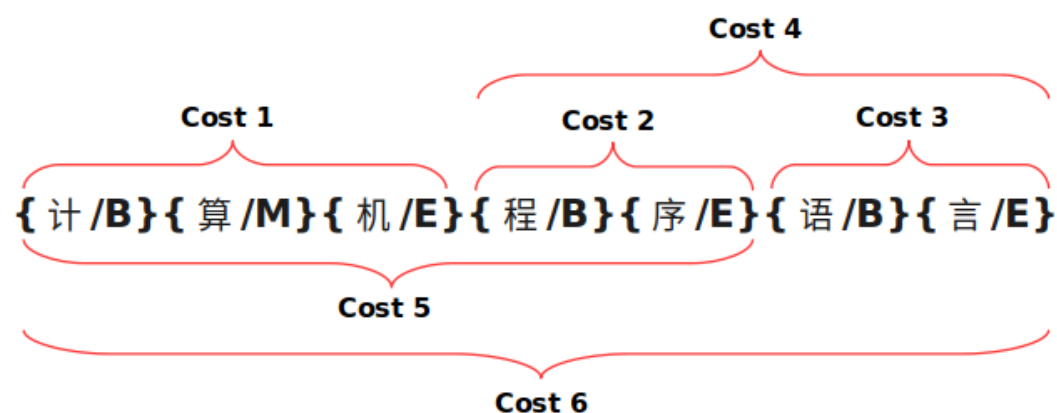 Cost 4
Cost 1
Cost 2
Cost 3
{计/B}{算/M}{机/E}{程/B}{序/E}{语/B}{言/E}
Cost 5
Cost 6